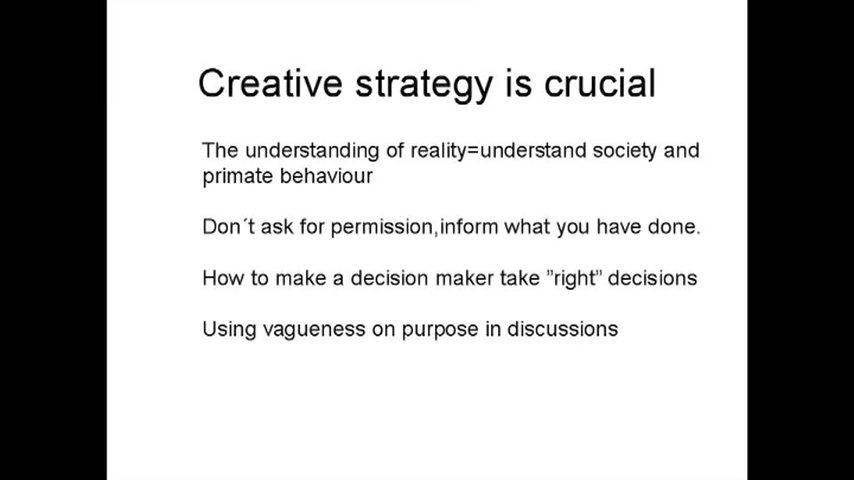 Creative strategy is crucial
The understanding of reality=understand society and
primate behaviour
Don´t ask for permission,inform what you have done.
How to make a decision maker take ”right” decisions
Using vagueness on purpose in discussions